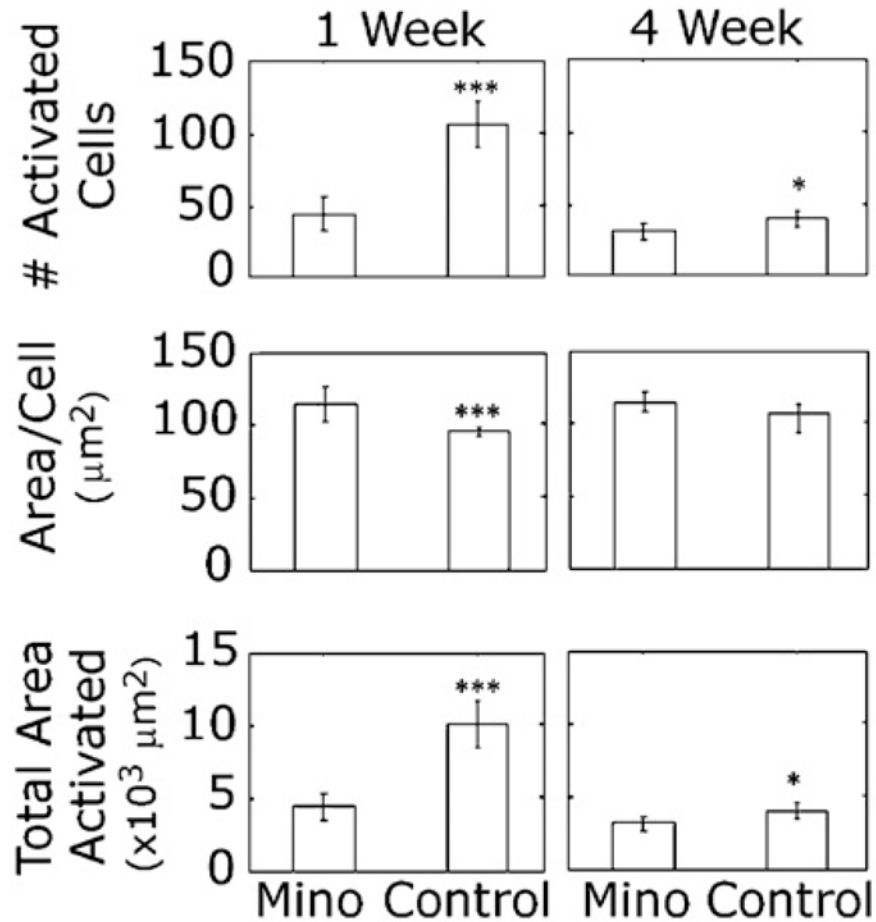 1 Week
4 Week
# Activated
Cells
150
100
50
0
***
*
Area/Cell
(μm²)
150
100
50
0
***
Total Area
Activated
(x10³ μm²)
15
10
5
0
***
*
Mino Control
Mino Control